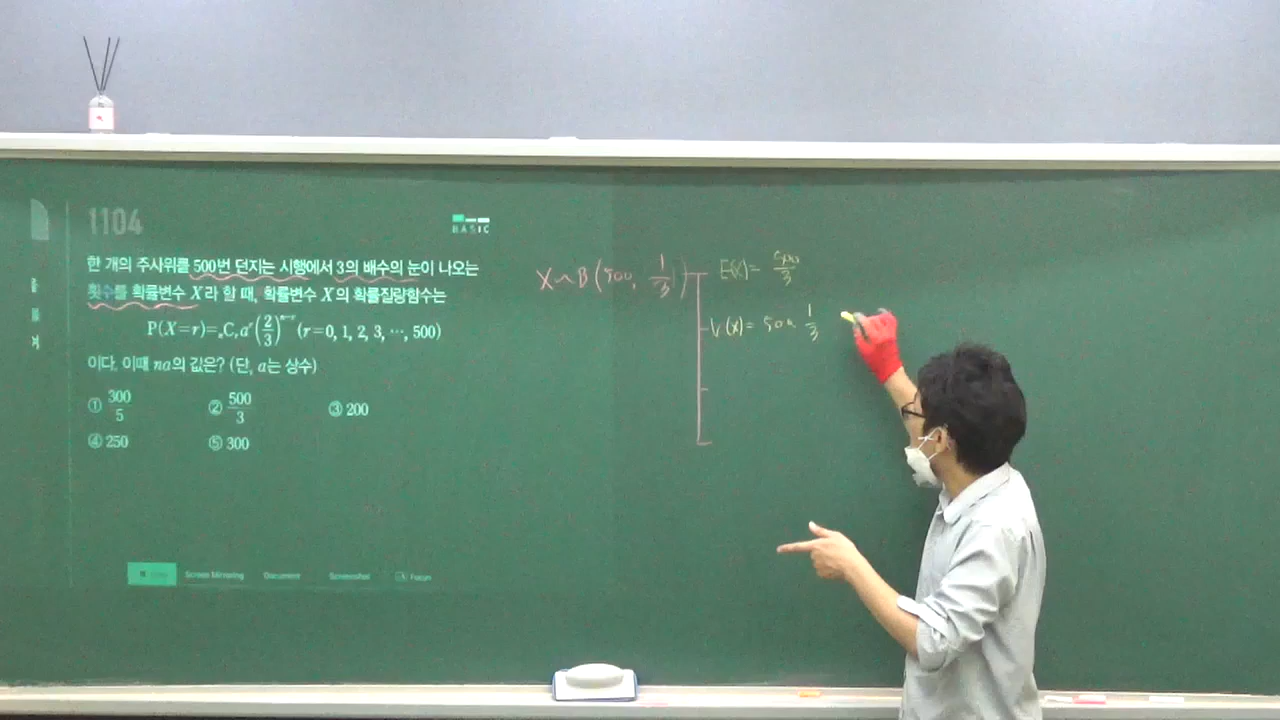 1104
BASIC
한 개의 주사위를 500번 던지는 시행에서 3의 배수의 눈이 나오는
횟수를 확률변수 X라 할 때, 확률변수 X의 확률질량함수는
P(X=r)=ₙCᵣaʳ(2/3)ⁿ⁻ʳ (r=0, 1, 2, 3, ⋯, 500)
이다. 이때 na의 값은? (단, a는 상수)
① 300/5 ② 500/3 ③ 200
④ 250 ⑤ 300
X~B(500, 1/3)
E(X)= 500/3
V(X)= 500 · 1/3
Screen Mirroring Document Screenshot Focus